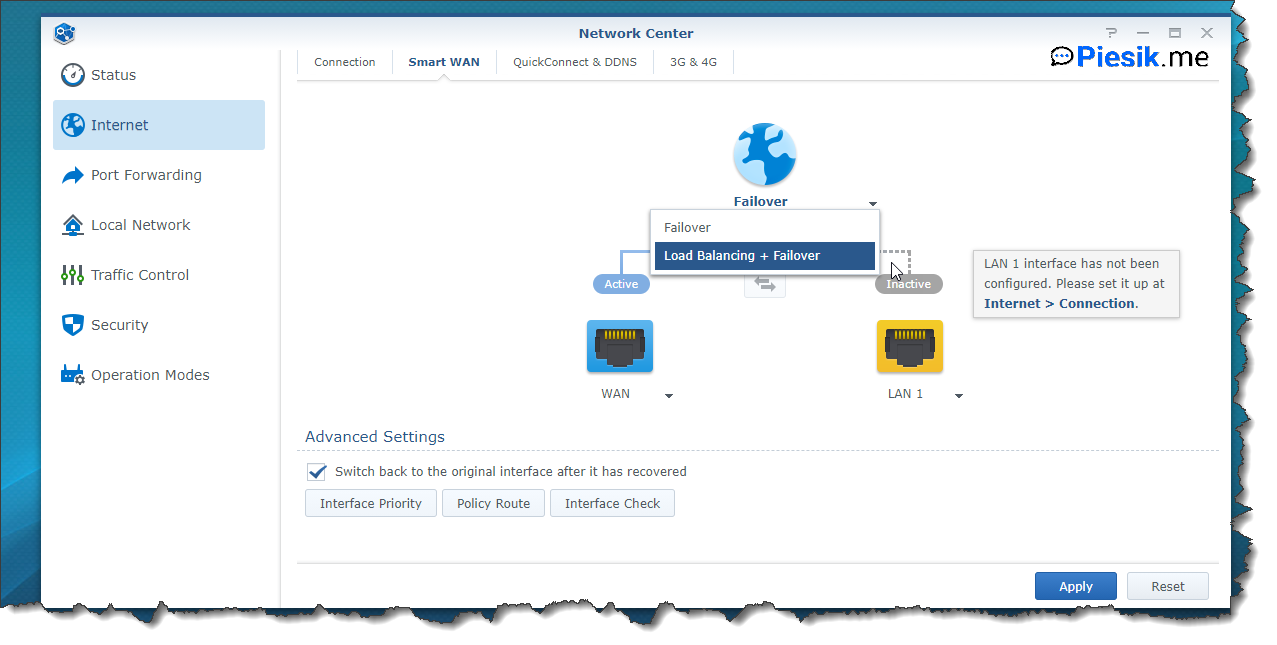 Network Center
Piesik.me
Connection
Smart WAN
QuickConnect & DDNS
3G & 4G
Status
Internet
Port Forwarding
Local Network
Traffic Control
Security
Operation Modes
Failover
Failover
Load Balancing + Failover
Active
Inactive
LAN 1 interface has not been
configured. Please set it up at
Internet > Connection.
WAN
LAN 1
Advanced Settings
Switch back to the original interface after it has recovered
Interface Priority
Policy Route
Interface Check
Apply
Reset